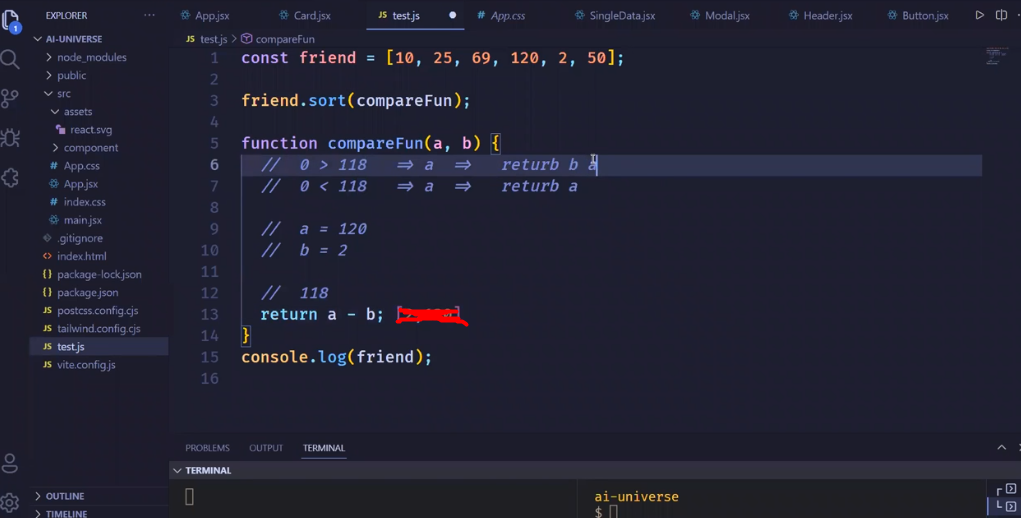 EXPLORER
AI-UNIVERSE
node_modules
public
src
assets
react.svg
component
App.css
App.jsx
index.css
main.jsx
.gitignore
index.html
package-lock.json
package.json
postcss.config.cjs
tailwind.config.cjs
JS test.js
JS vite.config.js
OUTLINE
TIMELINE
1
App.jsx Card.jsx JS test.js App.css SingleData.jsx Modal.jsx Header.jsx Button.jsx
JS test.js > compareFun
1 const friend = [10, 25, 69, 120, 2, 50];
2
3 friend.sort(compareFun);
4
5 function compareFun(a, b) {
6 // 0 > 118 => a => returb b a
7 // 0 < 118 => a => returb a
8
9 // a = 120
10 // b = 2
11
12 // 118
13 return a - b;
14 }
15 console.log(friend);
16
PROBLEMS OUTPUT TERMINAL
TERMINAL
ai-universe
$